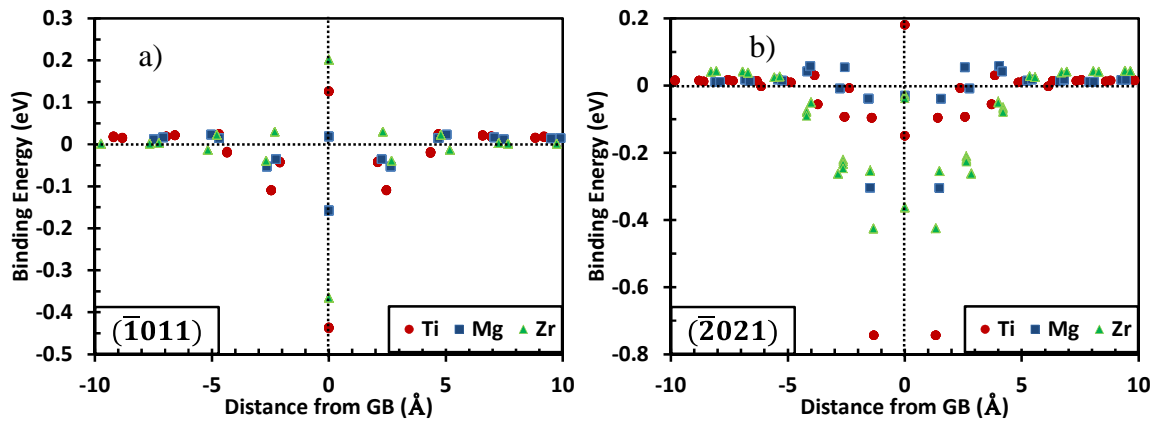 a)
Binding Energy (eV)
0.3
0.2
0.1
0
-0.1
-0.2
-0.3
-0.4
-0.5
(1̅011)
Ti Mg Zr
-10 -5 0 5 10
Distance from GB (Å)
b)
Binding Energy (eV)
0.2
0
-0.2
-0.4
-0.6
-0.8
(2̅021)
Ti Mg Zr
-10 -5 0 5 10
Distance from GB (Å)